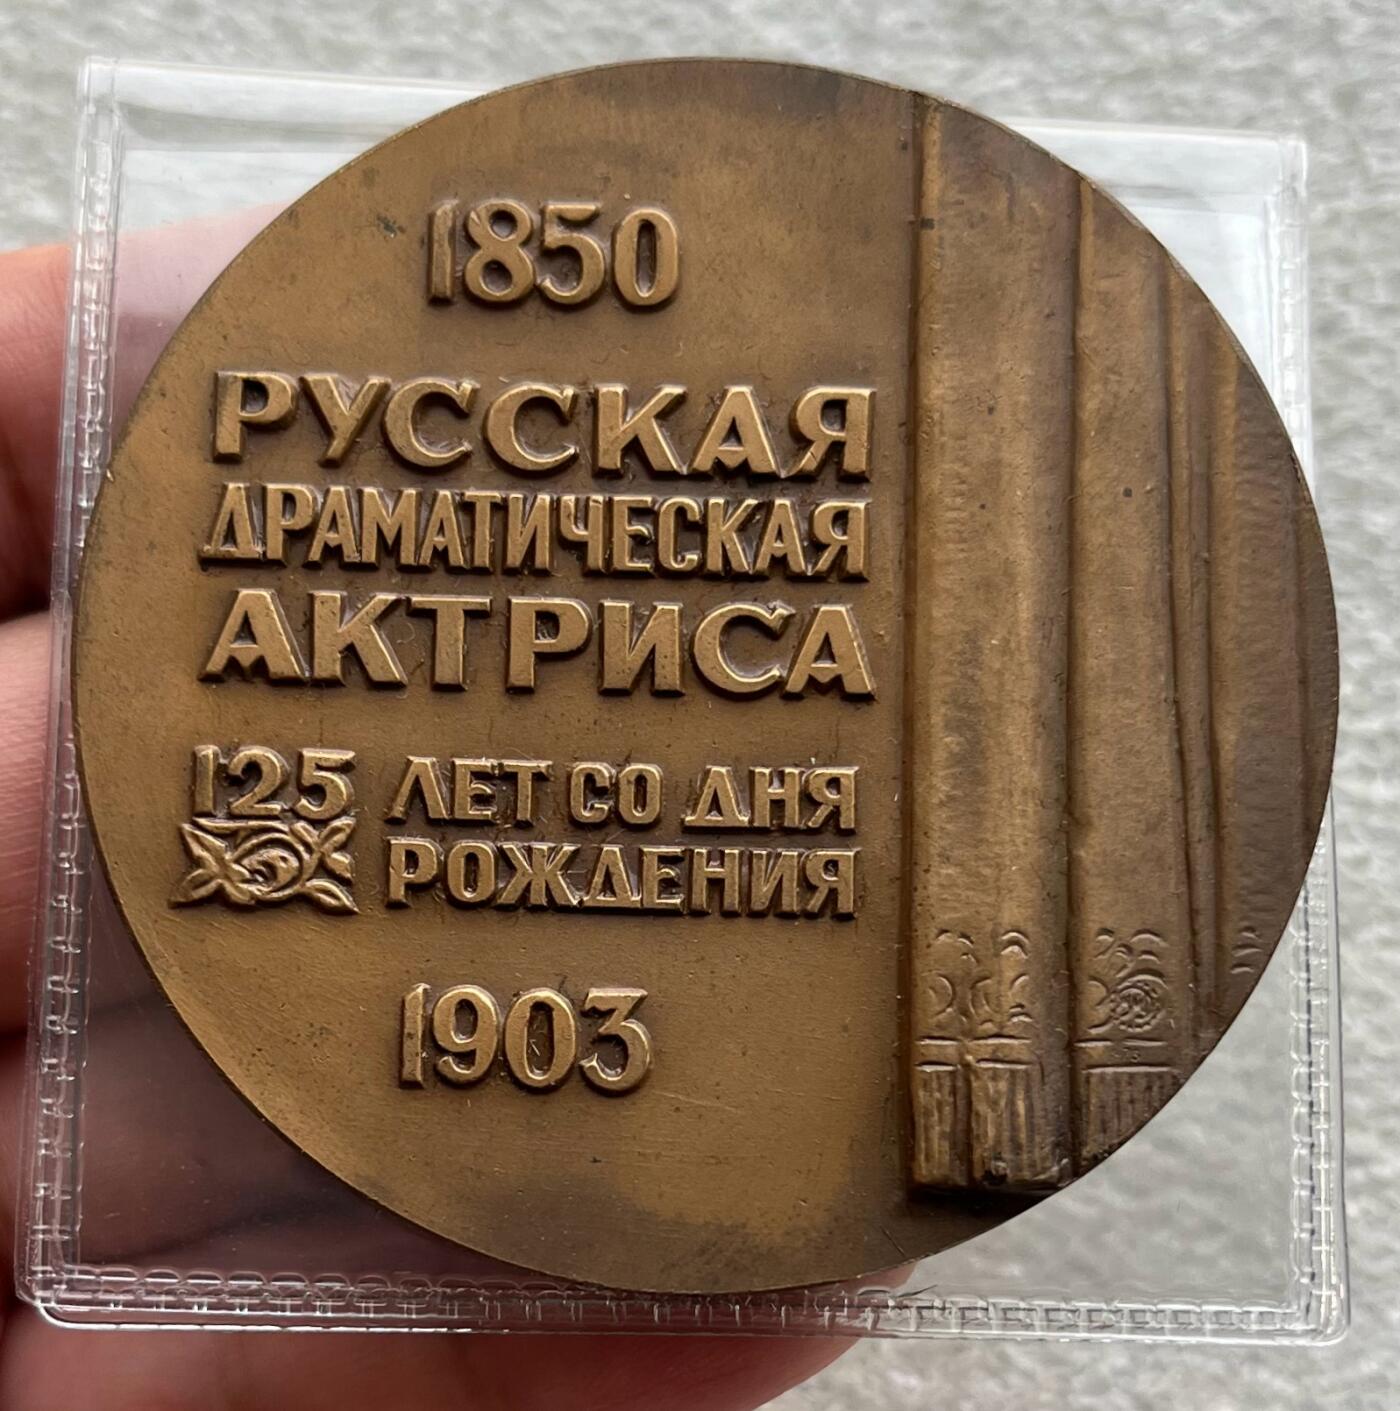 1850
РУССКАЯ
ДРАМАТИЧЕСКАЯ
АКТРИСА
125 ЛЕТ СО ДНЯ
РОЖДЕНИЯ
1903